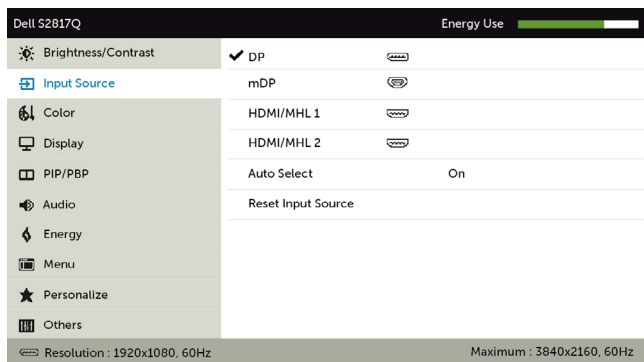 Dell S2817Q Energy Use
Brightness/Contrast DP
Input Source mDP
Color HDMI/MHL 1
Display HDMI/MHL 2
PIP/PBP Auto Select On
Audio Reset Input Source
Energy
Menu
Personalize
Others
Resolution : 1920x1080, 60Hz Maximum : 3840x2160, 60Hz